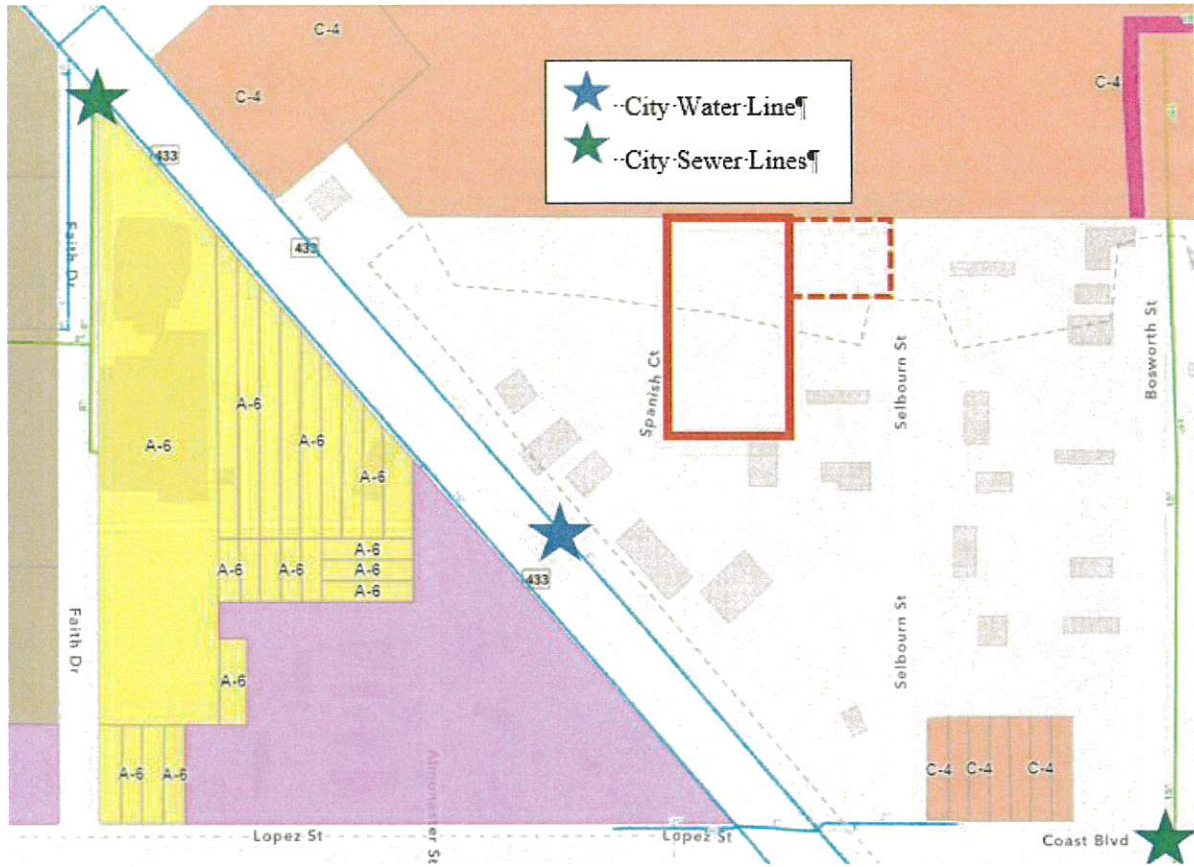 C-4
C-4
C-4
··City·Water·Line¶
··City·Sewer·Lines¶
433
433
Faith Dr
Spanish Ct
Selbourn St
Bosworth St
A-6
A-6
A-6
A-6
A-6
A-6
A-6
A-6
A-6
433
Faith Dr
Selbourn St
A-6
A-6
A-6
C-4
C-4
C-4
Lopez St
Lopez St
Coast Blvd